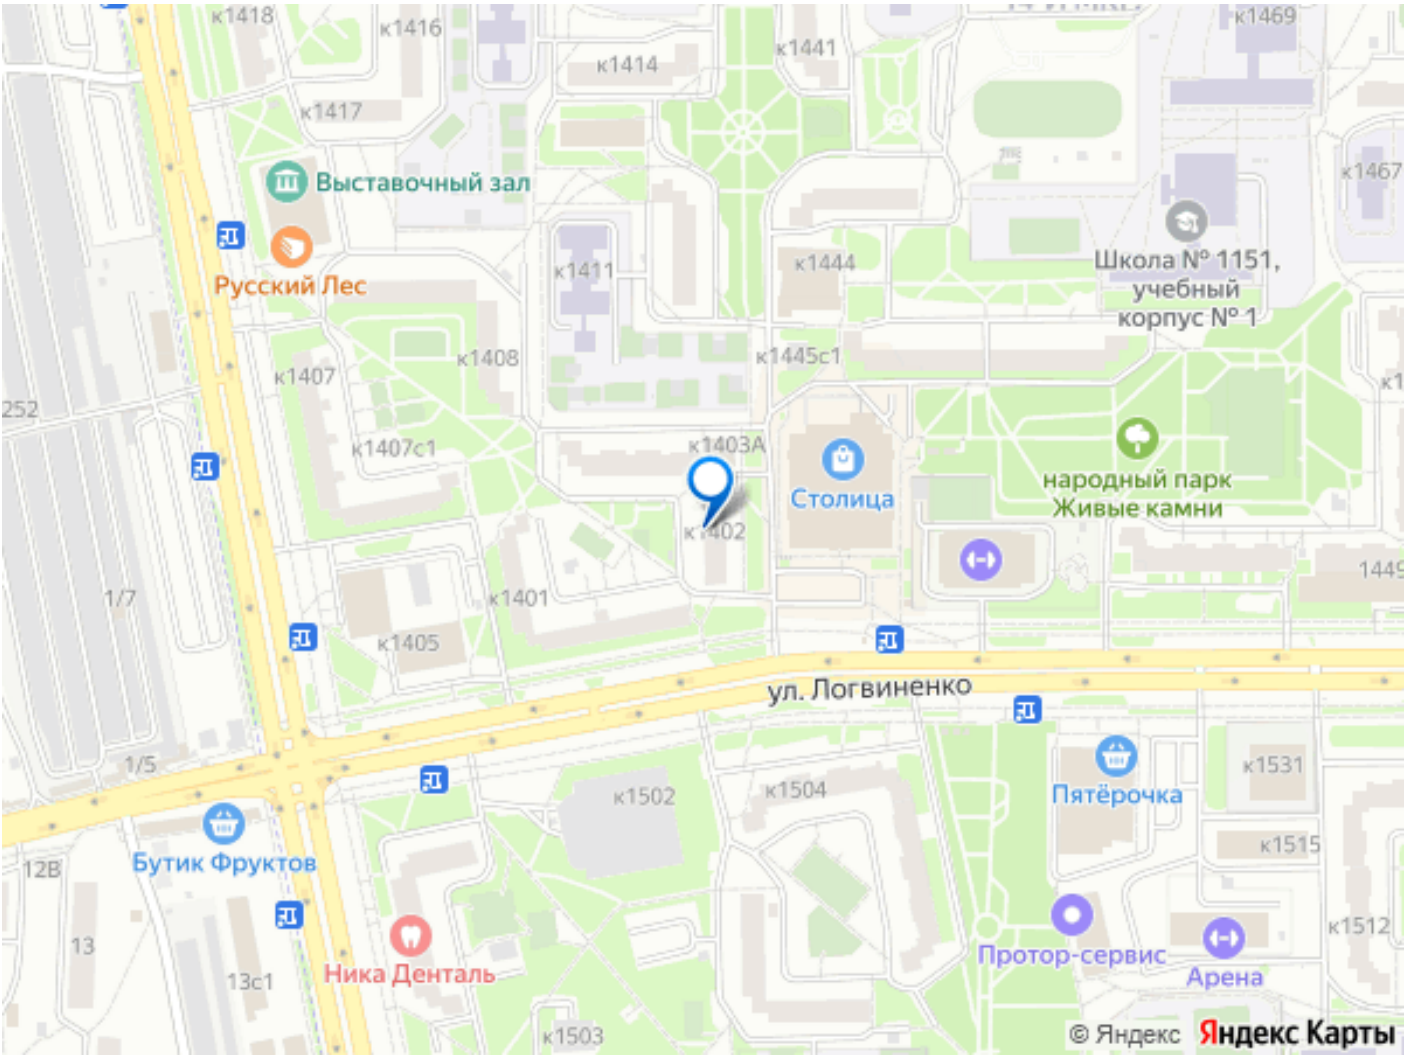 к1418
к1416
к1469
к1441
к1414
к1417
к1467
Выставочный зал
Русский Лес
к1411
к1444
Школа № 1151,
учебный
корпус № 1
к1408
к1445с1
к1407
к1
252
к1407с1
к1403А
Столица
народный парк
Живые камни
к1402
1449
1/7
к1401
к1405
ул. Логвиненко
1/5
к1502
к1504
к1531
Пятёрочка
Бутик Фруктов
12В
к1515
13
13с1
Ника Денталь
Протор-сервис
Арена
к1512
к1503
© Яндекс Яндекс Карты